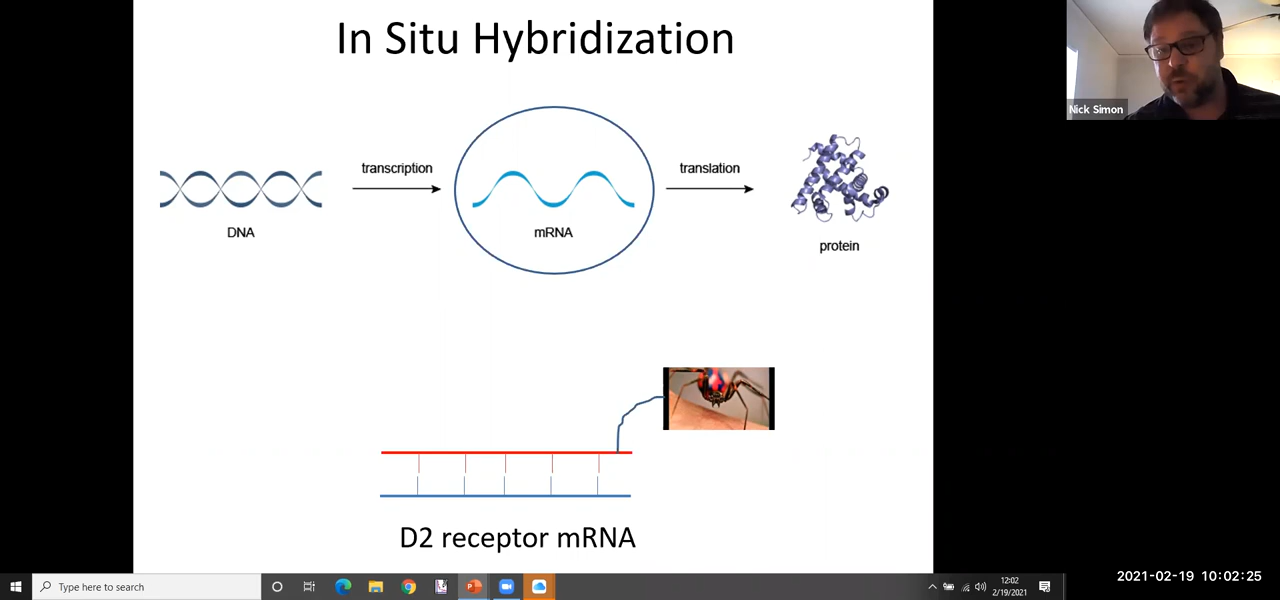 In Situ Hybridization
Nick Simon
transcription
translation
DNA
mRNA
protein
D2 receptor mRNA
Type here to search
12:02
2/19/2021
2021-02-19 10:02:25